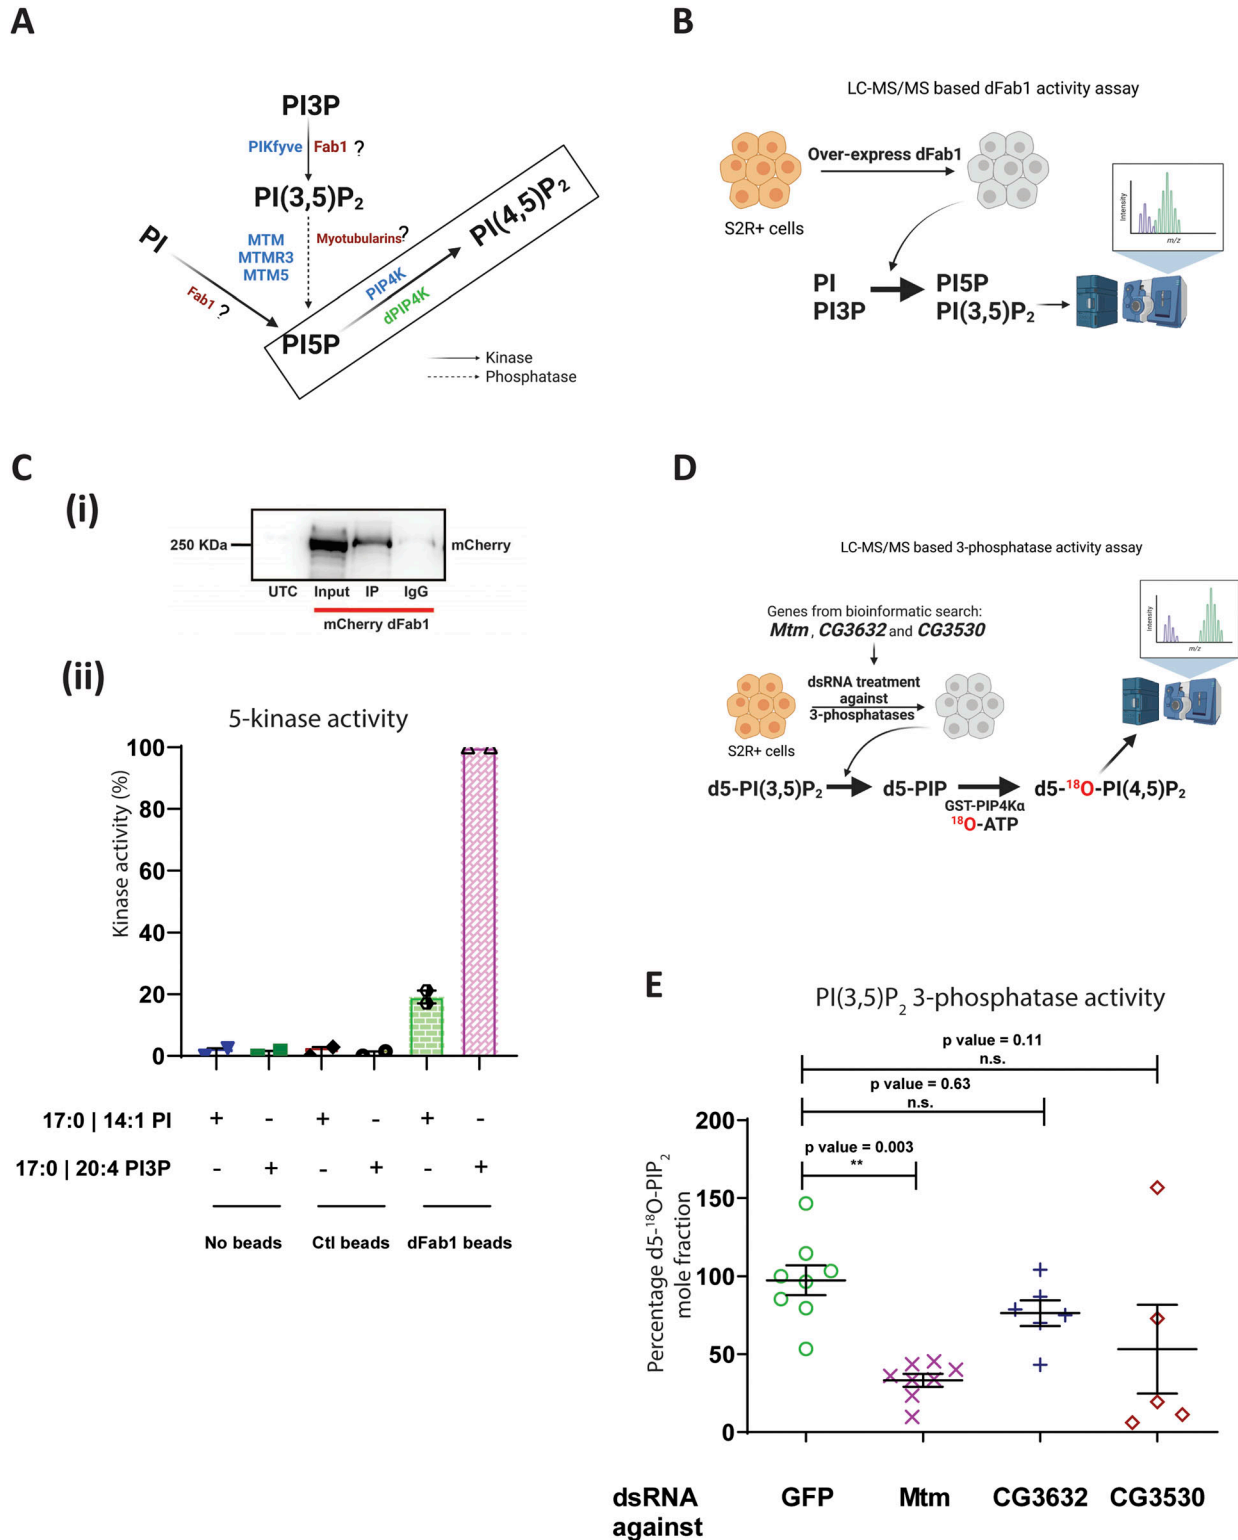 A
PI3P
PIKfyve Fab1 ?
PI(3,5)P2
MTM
MTMR3
MTM5
Myotubularins?
PI
Fab1 ?
PI5P
PIP4K
dPIP4K
PI(4,5)P2
Kinase
Phosphatase
B
LC-MS/MS based dFab1 activity assay
Over-express dFab1
S2R+ cells
PI
PI3P
PI5P
PI(3,5)P2
Intensity
m/z
C
(i)
250 KDa
mCherry
UTC Input IP IgG
mCherry dFab1
(ii)
5-kinase activity
Kinase activity (%)
100
80
60
40
20
0
17:0 | 14:1 PI + - + - + -
17:0 | 20:4 PI3P - + - + - +
No beads Ctl beads dFab1 beads
D
LC-MS/MS based 3-phosphatase activity assay
Genes from bioinformatic search:
Mtm , CG3632 and CG3530
dsRNA treatment
against
3-phosphatases
S2R+ cells
d5-PI(3,5)P2
d5-PIP
GST-PIP4Kα
18O-ATP
d5-18O-PI(4,5)P2
Intensity
m/z
E
PI(3,5)P2 3-phosphatase activity
p value = 0.11
n.s.
p value = 0.63
n.s.
p value = 0.003
**
Percentage d5-18O-PIP2
mole fraction
200
150
100
50
0
dsRNA
against
GFP Mtm CG3632 CG3530